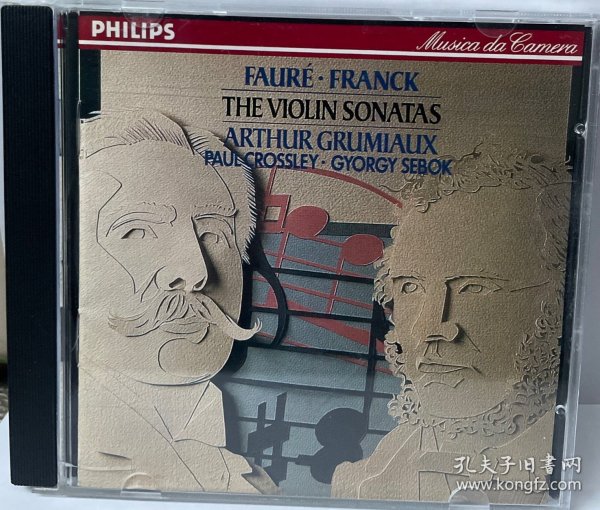 PHILIPS
Musica da Camera
FAURÉ · FRANCK
THE VIOLIN SONATAS
ARTHUR GRUMIAUX
PAUL CROSSLEY · GYORGY SEBOK
孔夫子旧书网
www.kongfz.com